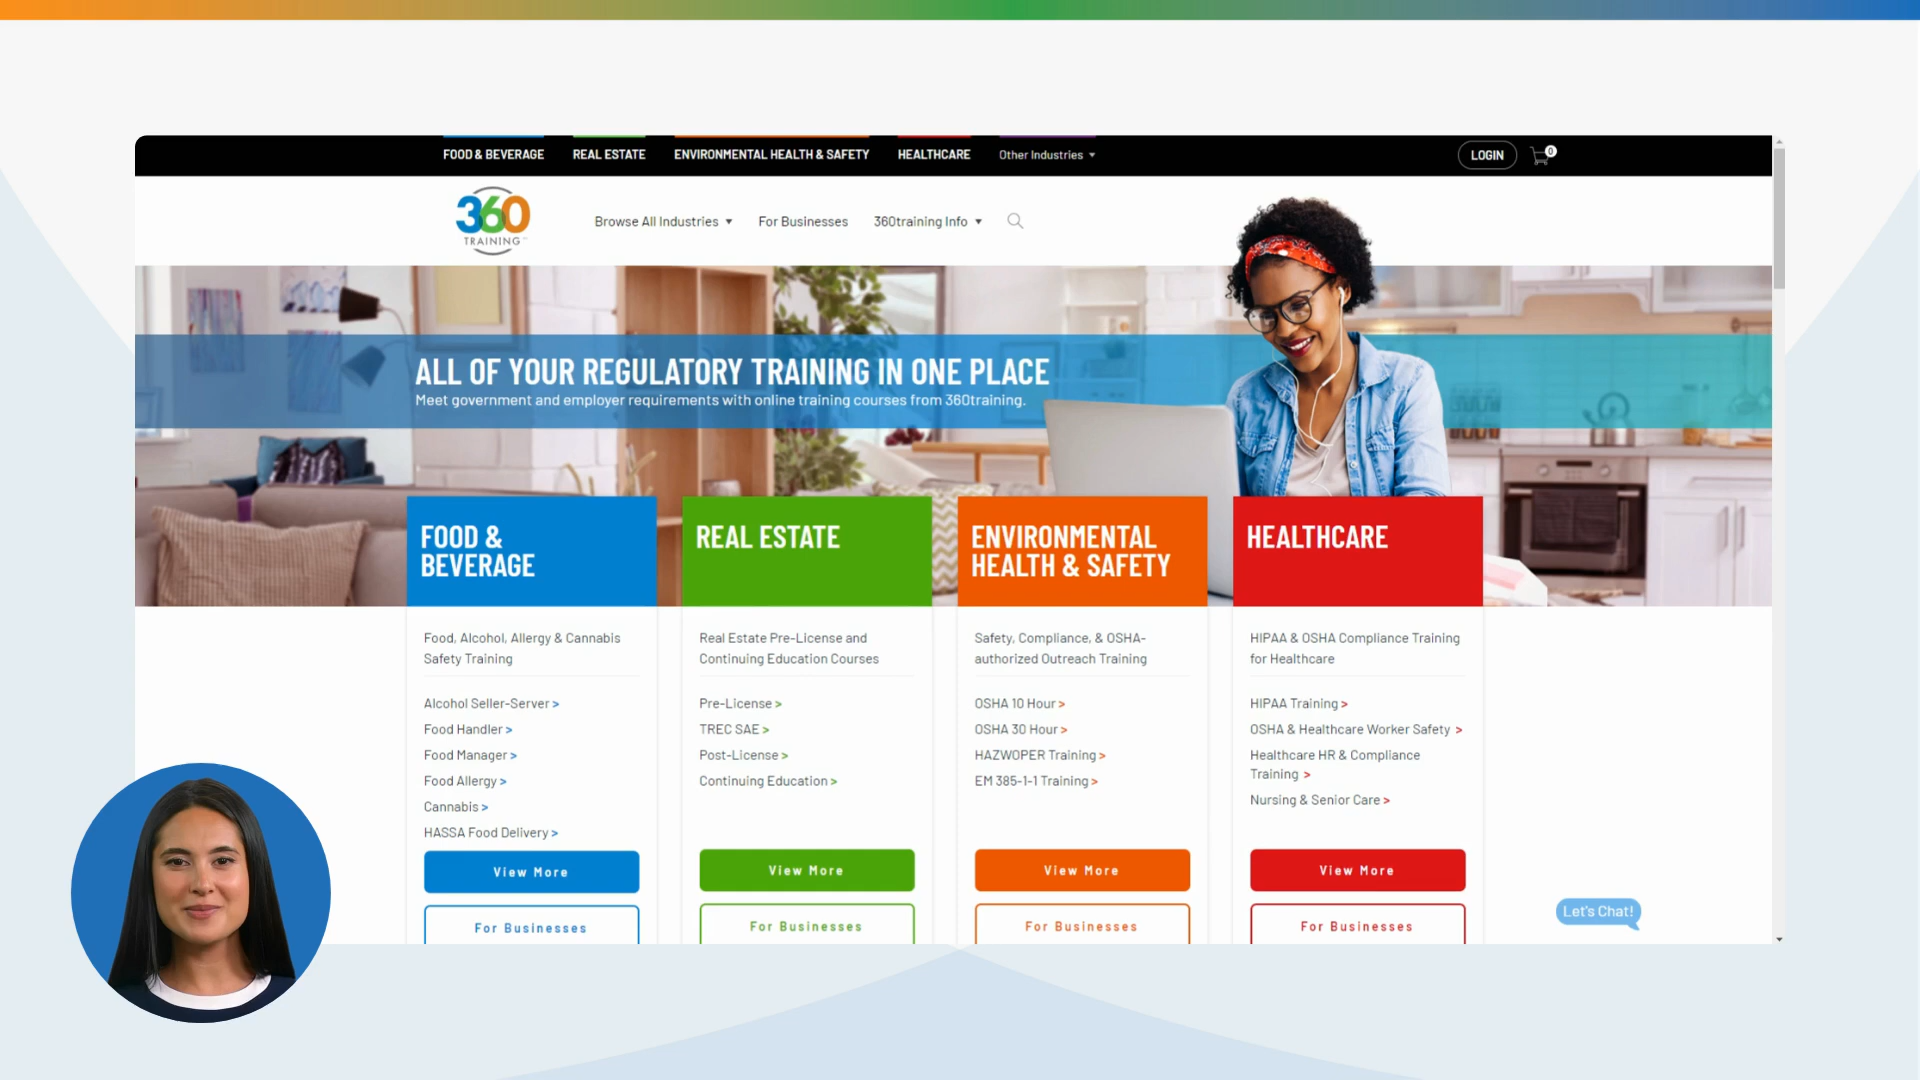 FOOD & BEVERAGE REAL ESTATE ENVIRONMENTAL HEALTH & SAFETY HEALTHCARE Other Industries LOGIN 0
360
TRAINING
Browse All Industries For Businesses 360training Info
ALL OF YOUR REGULATORY TRAINING IN ONE PLACE
Meet government and employer requirements with online training courses from 360training.
FOOD &
BEVERAGE
Food, Alcohol, Allergy & Cannabis
Safety Training
Alcohol Seller-Server >
Food Handler >
Food Manager >
Food Allergy >
Cannabis >
HASSA Food Delivery >
View More
For Businesses
REAL ESTATE
Real Estate Pre-License and
Continuing Education Courses
Pre-License >
TREC SAE >
Post-License >
Continuing Education >
View More
For Businesses
ENVIRONMENTAL
HEALTH & SAFETY
Safety, Compliance, & OSHA-
authorized Outreach Training
OSHA 10 Hour >
OSHA 30 Hour >
HAZWOPER Training >
EM 385-1-1 Training >
View More
For Businesses
HEALTHCARE
HIPAA & OSHA Compliance Training
for Healthcare
HIPAA Training >
OSHA & Healthcare Worker Safety >
Healthcare HR & Compliance
Training >
Nursing & Senior Care >
View More
For Businesses
Let's Chat!